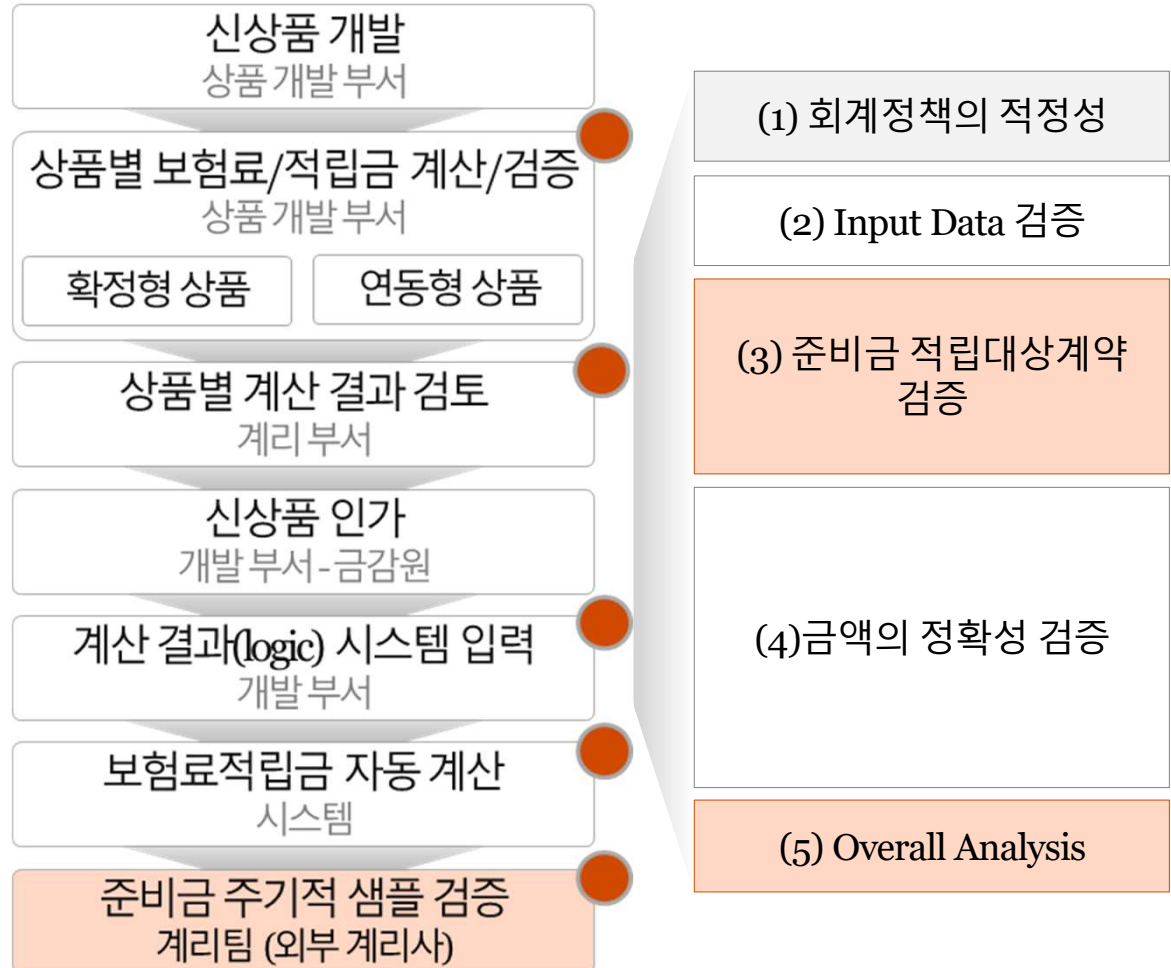 신상품 개발
상품 개발 부서
상품별 보험료/적립금 계산/검증
상품 개발 부서
확정형 상품
연동형 상품
상품별 계산 결과 검토
계리 부서
신상품 인가
개발 부서-금감원
계산 결과(logic) 시스템 입력
개발 부서
보험료적립금 자동 계산
시스템
준비금 주기적 샘플 검증
계리팀 (외부 계리사)
(1) 회계정책의 적정성
(2) Input Data 검증
(3) 준비금 적립대상계약
검증
(4)금액의 정확성 검증
(5) Overall Analysis